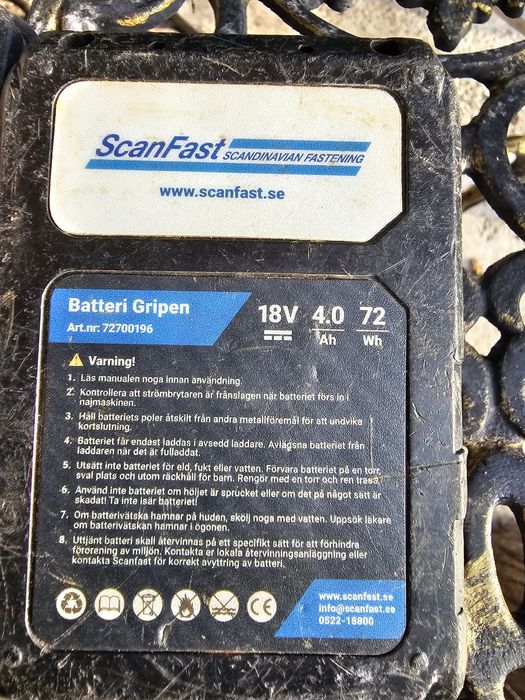 ScanFast SCANDINAVIAN FASTENING
www.scanfast.se
Batteri Gripen
Art.nr: 72700196
18V 4.0 72
Ah Wh
Varning!
1. Läs manualen noga innan användning.
2. Kontrollera att strömbrytaren är frånslagen när batteriet förs in i
najmaskinen.
3. Håll batteriets poler åtskilt från andra metallföremål för att undvika
kortslutning.
4. Batteriet får endast laddas i avsedd laddare. Avlägsna batteriet från
laddaren när det är fulladdat.
5. Utsätt inte batteriet för eld, fukt eller vatten. Förvara batteriet på en torr,
sval plats och utom räckhåll för barn. Rengör med en torr och ren trasa.
6. Använd inte batteriet om höljet är sprucket eller om det på något sätt är
skadat! Ta inte isär batteriet!
7. Om batterivätska hamnar på huden, skölj noga med vatten. Uppsök läkare
om batterivätskan hamnar i ögonen.
8. Uttjänt batteri skall återvinnas på ett specifikt sätt för att förhindra
förorening av miljön. Kontakta er lokala återvinningsanläggning eller
kontakta Scanfast för korrekt avyttring av batteri.
CE
www.scanfast.se
info@scanfast.se
0522-18800